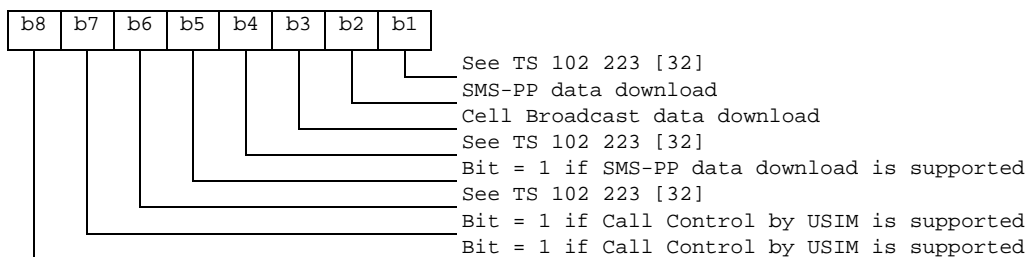 b8 b7 b6 b5 b4 b3 b2 b1
See TS 102 223 [32]
SMS-PP data download
Cell Broadcast data download
See TS 102 223 [32]
Bit = 1 if SMS-PP data download is supported
See TS 102 223 [32]
Bit = 1 if Call Control by USIM is supported
Bit = 1 if Call Control by USIM is supported